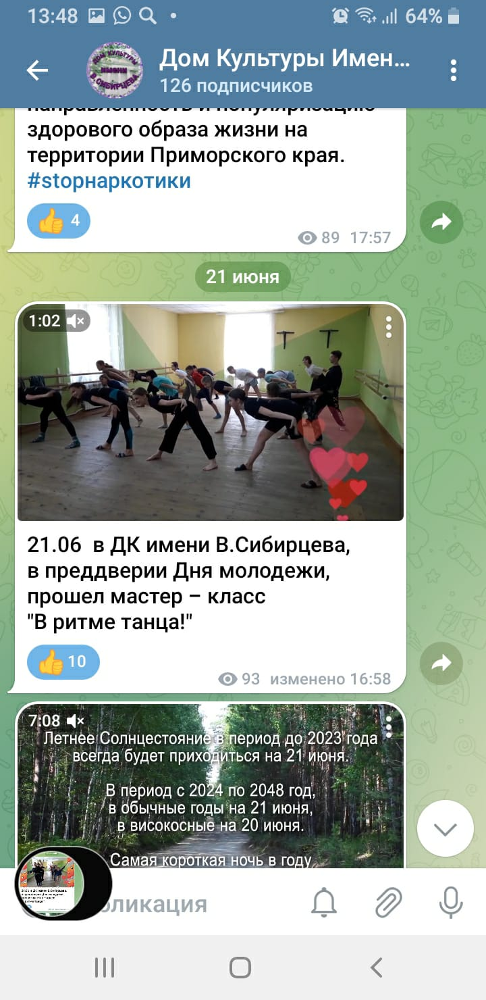 13:48
64%
ДОМ КУЛЬТУРЫ
ИМЕНИ
В.СИБИРЦЕВА
Дом Культуры Имен...
126 подписчиков
направленность и популяризацию
здорового образа жизни на
территории Приморского края.
#stopнаркотики
4
89 17:57
21 июня
1:02
21.06 в ДК имени В.Сибирцева,
в преддверии Дня молодежи,
прошел мастер – класс
"В ритме танца!"
10
93 изменено 16:58
7:08
Летнее Солнцестояние в период до 2023 года
всегда будет приходиться на 21 июня.
В период с 2024 по 2048 год,
в обычные годы на 21 июня,
в високосные на 20 июня.
Самая короткая ночь в году
бликация